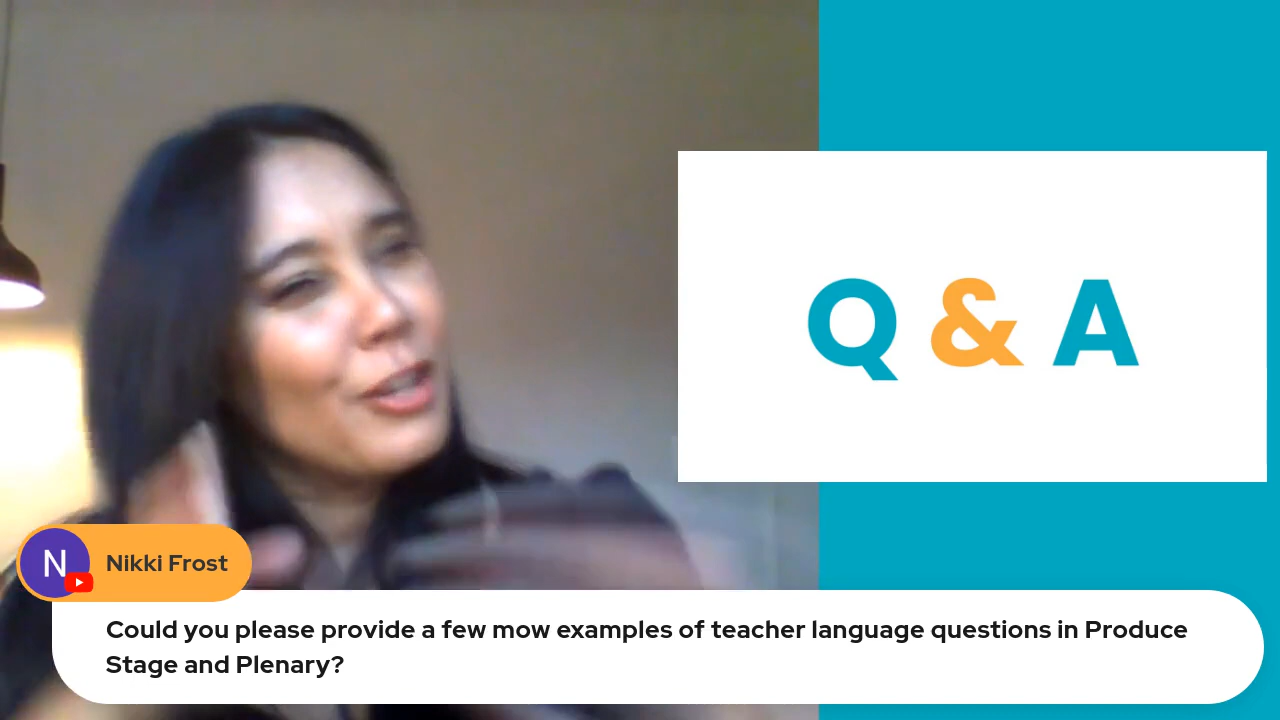 Q & A
N
Nikki Frost
Could you please provide a few mow examples of teacher language questions in Produce
Stage and Plenary?